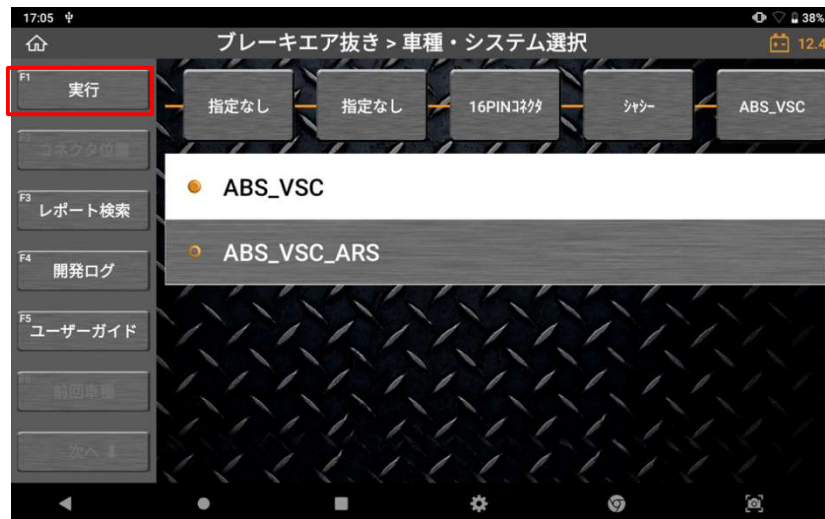 17:05 38%
ブレーキエア抜き > 車種・システム選択
12.4
F1 実行
指定なし 指定なし 16PINｺﾈｸﾀ ｼｬｼｰ ABS_VSC
F2 コネクタ位置
ABS_VSC
F3 レポート検索
ABS_VSC_ARS
F4 開発ログ
F5 ユーザーガイド
F6 前回車種
次へ ⬇